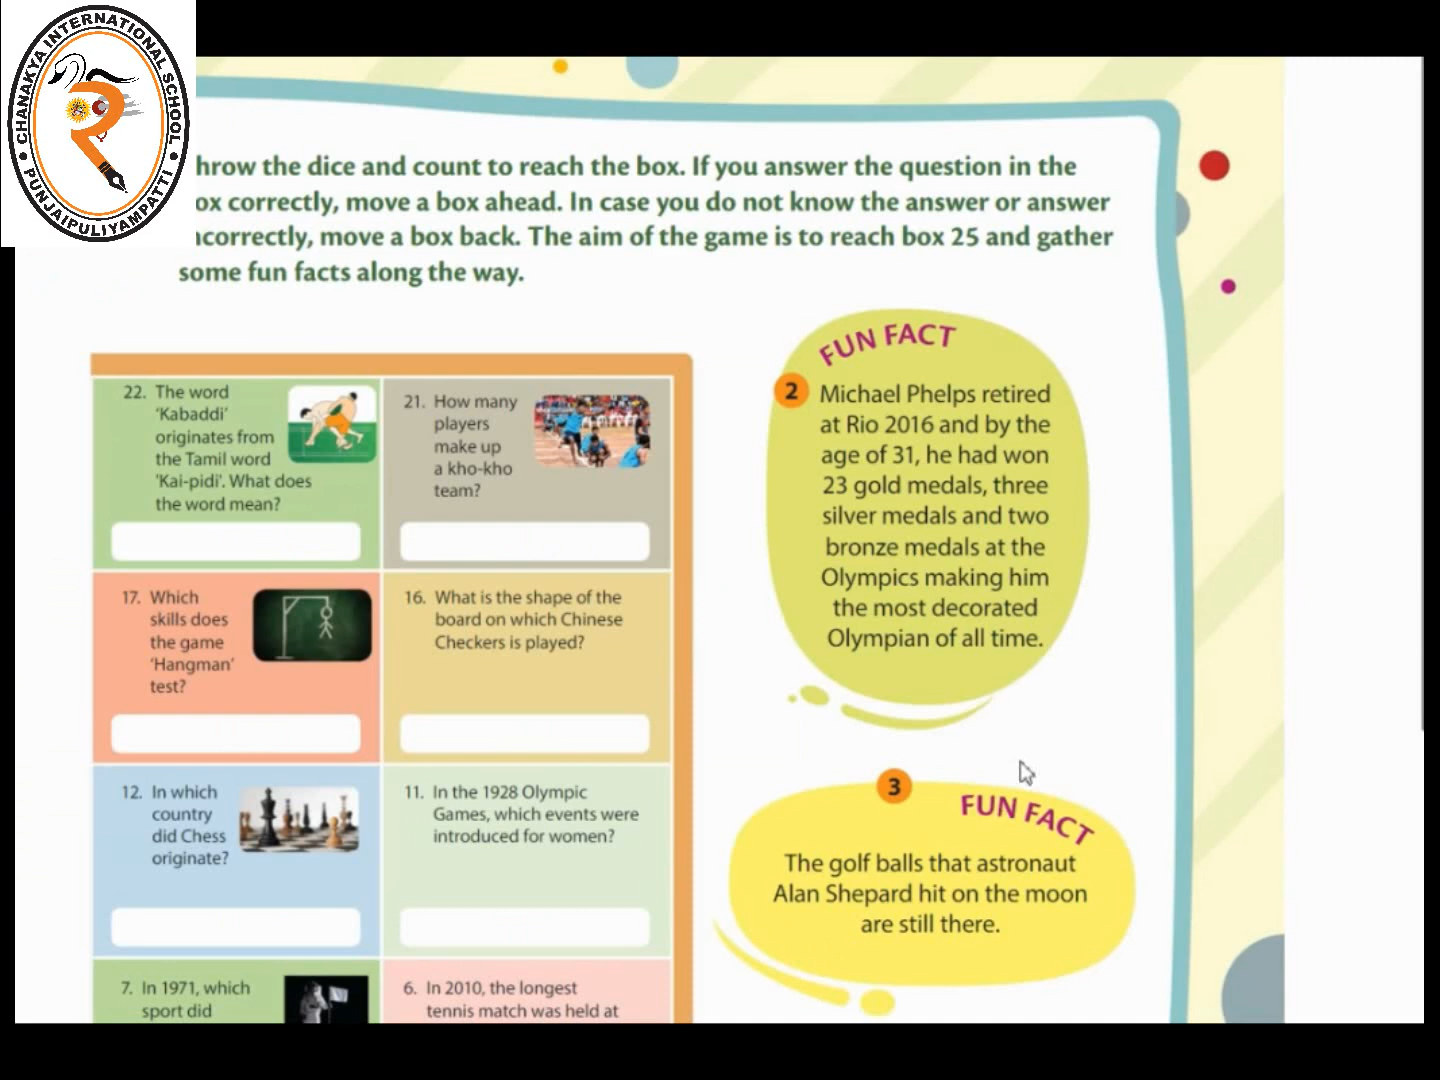 CHANAKYA INTERNATIONAL SCHOOL
PUNJAIPULIYAMPATTI
hrow the dice and count to reach the box. If you answer the question in the
ox correctly, move a box ahead. In case you do not know the answer or answer
ncorrectly, move a box back. The aim of the game is to reach box 25 and gather
some fun facts along the way.
22. The word
'Kabaddi'
originates from
the Tamil word
'Kai-pidi'. What does
the word mean?
21. How many
players
make up
a kho-kho
team?
17. Which
skills does
the game
'Hangman'
test?
16. What is the shape of the
board on which Chinese
Checkers is played?
12. In which
country
did Chess
originate?
11. In the 1928 Olympic
Games, which events were
introduced for women?
7. In 1971, which
sport did
6. In 2010, the longest
tennis match was held at
FUN FACT
2
Michael Phelps retired
at Rio 2016 and by the
age of 31, he had won
23 gold medals, three
silver medals and two
bronze medals at the
Olympics making him
the most decorated
Olympian of all time.
3
FUN FACT
The golf balls that astronaut
Alan Shepard hit on the moon
are still there.